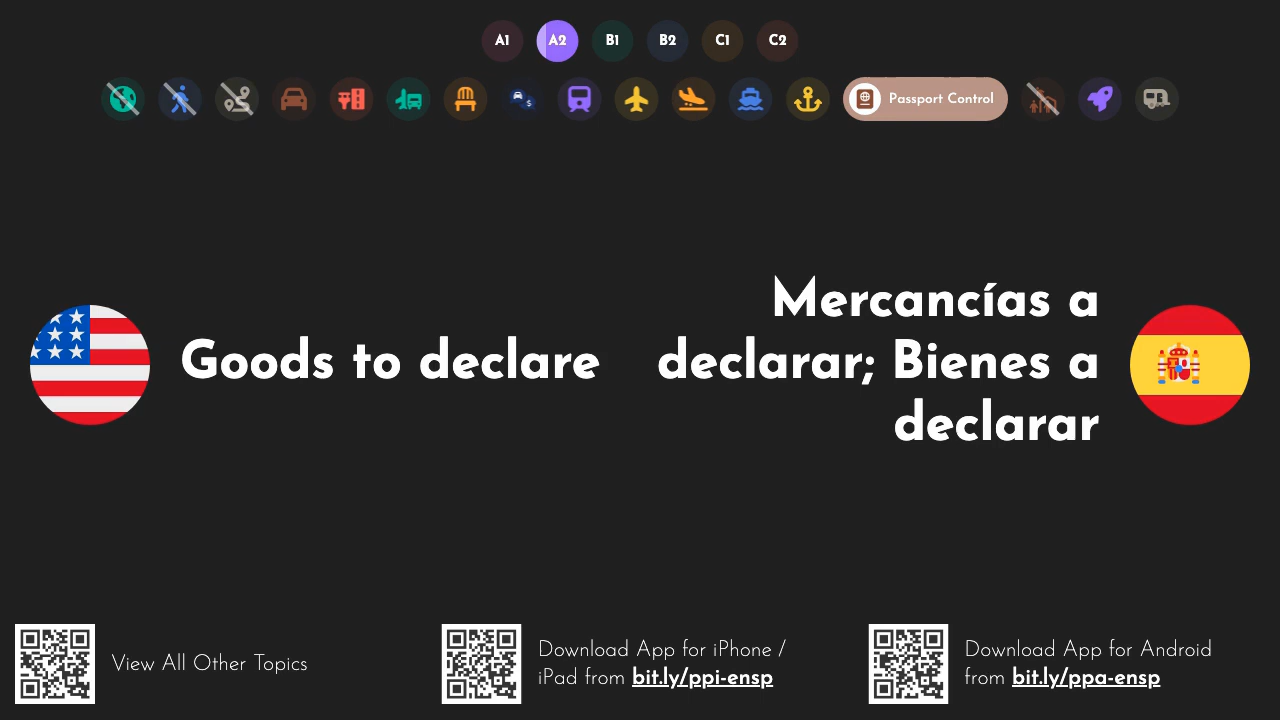 A1 A2 B1 B2 C1 C2
Passport Control
Goods to declare
Mercancías a
declarar; Bienes a
declarar
View All Other Topics
Download App for iPhone /
iPad from bit.ly/ppi-ensp
Download App for Android
from bit.ly/ppa-ensp